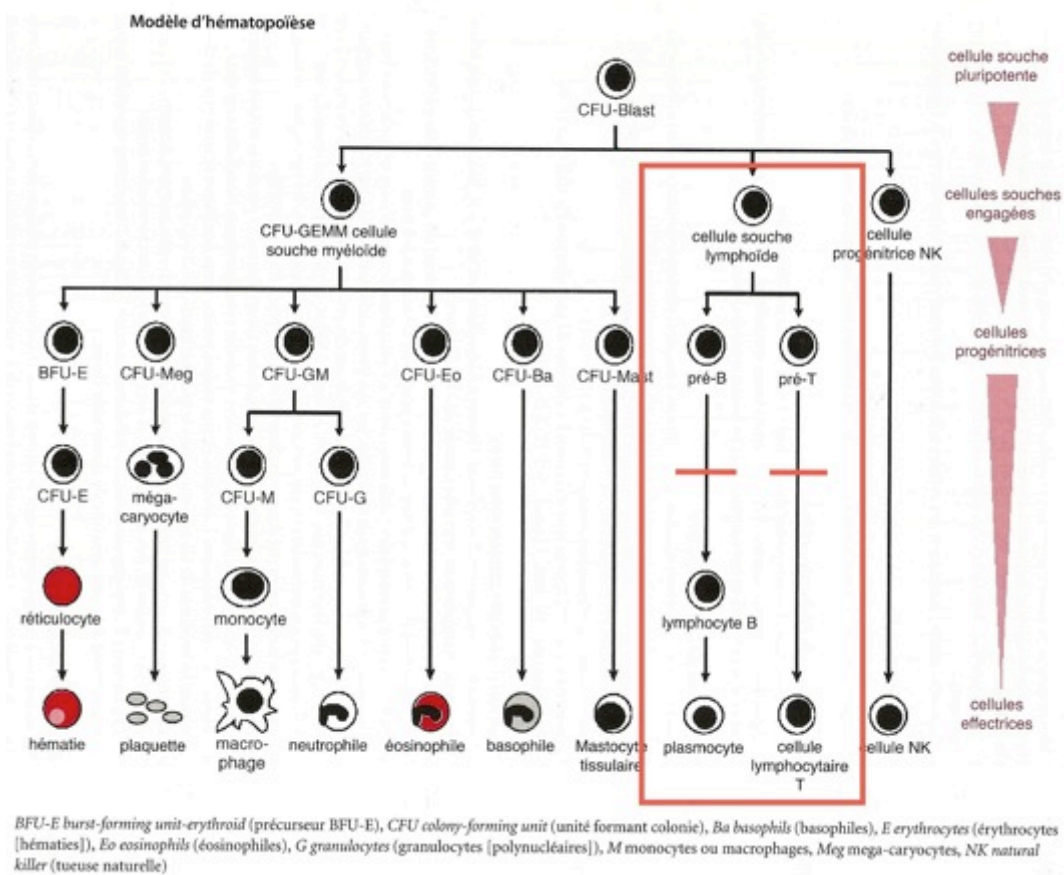 Modèle d'hématopoïèse
cellule souche
pluripotente
CFU-Blast
cellules souches
engagées
CFU-GEMM cellule
souche myéloïde
cellule souche
lymphoïde
cellule
progénitrice NK
cellules
progénitrices
BFU-E
CFU-Meg
CFU-GM
CFU-Eo
CFU-Ba
CFU-Mast
pré-B
pré-T
CFU-E
méga-
caryocyte
CFU-M
CFU-G
réticulocyte
monocyte
lymphocyte B
cellules
effectrices
hématie
plaquette
macro-
phage
neutrophile
éosinophile
basophile
Mastocyte
tissulaire
plasmocyte
cellule
lymphocytaire
T
cellule NK
BFU-E burst-forming unit-erythroid (précurseur BFU-E), CFU colony-forming unit (unité formant colonie), Ba basophils (basophiles), E erythrocytes (érythrocytes
[hématies]), Eo eosinophils (éosinophiles), G granulocytes (granulocytes [polynucléaires]), M monocytes ou macrophages, Meg mega-caryocytes, NK natural
killer (tueuse naturelle)